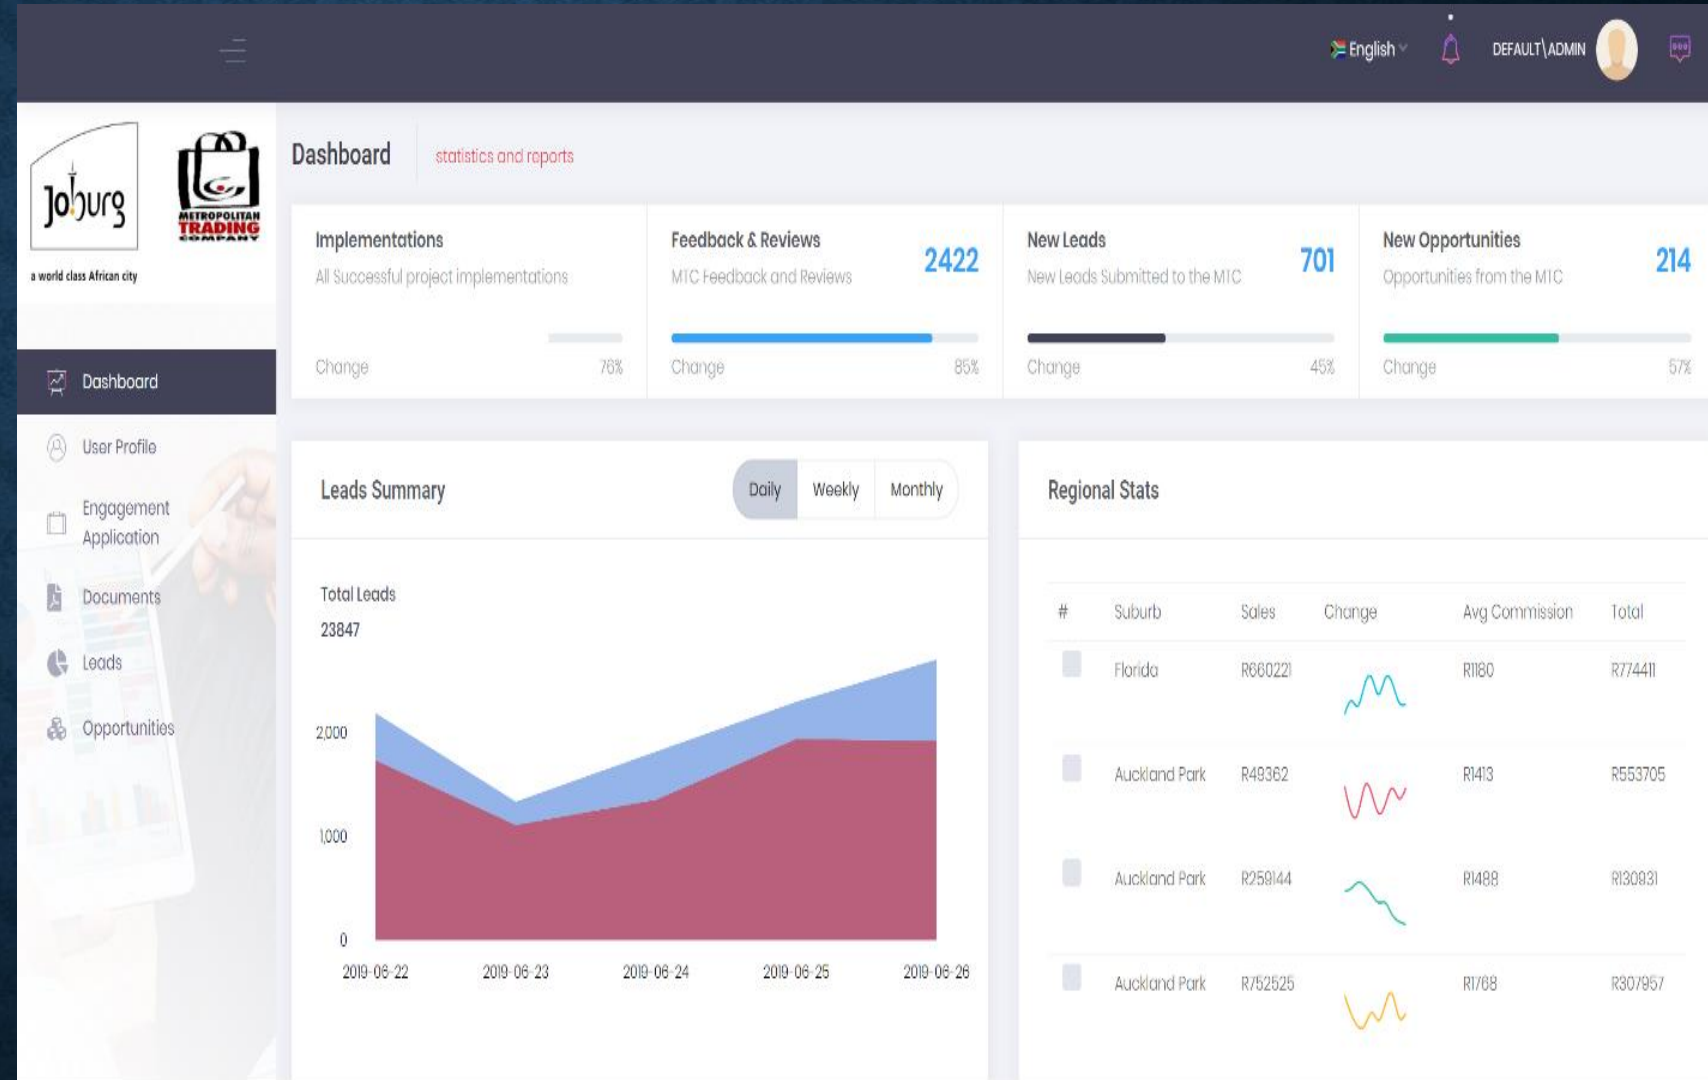 English
DEFAULT\ADMIN
Joburg
a world class African city
METROPOLITAN
TRADING
COMPANY
Dashboard
User Profile
Engagement
Application
Documents
Leads
Opportunities
Dashboard
statistics and reports
Implementations
All Successful project implementations
Change 76%
Feedback & Reviews
MTC Feedback and Reviews
2422
Change 85%
New Leads
New Leads Submitted to the MTC
701
Change 45%
New Opportunities
Opportunities from the MTC
214
Change 57%
Leads Summary
Daily Weekly Monthly
Total Leads
23847
2,000
1,000
0
2019-06-22 2019-06-23 2019-06-24 2019-06-25 2019-06-26
Regional Stats
# Suburb Sales Change Avg Commission Total
Florida R660221 R1180 R774411
Auckland Park R49362 R1413 R553705
Auckland Park R259144 R1488 R130931
Auckland Park R752525 R1768 R307957